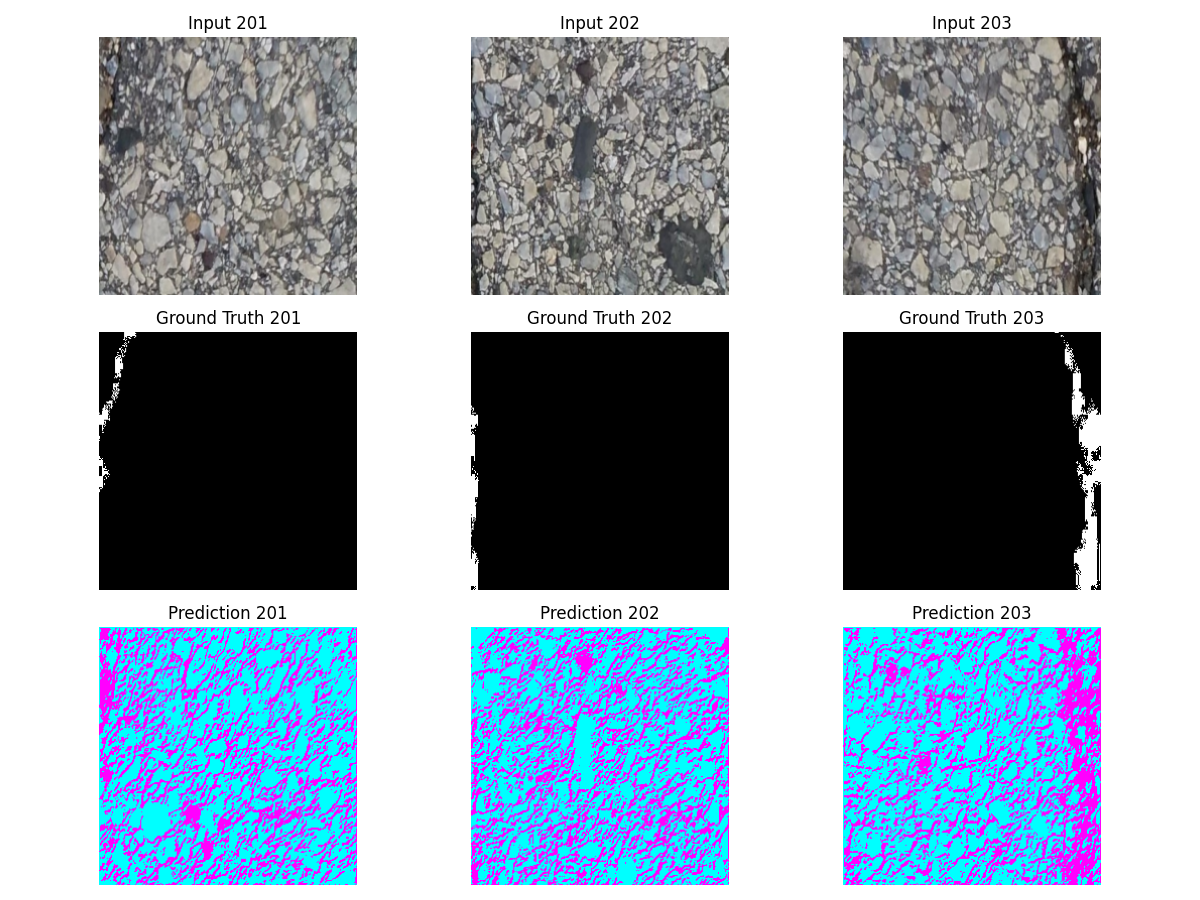 Input 201
Input 202
Input 203
Ground Truth 201
Ground Truth 202
Ground Truth 203
Prediction 201
Prediction 202
Prediction 203